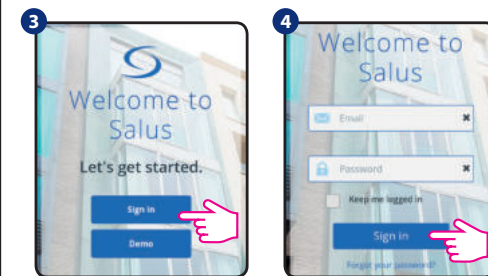 3
Welcome to
Salus
Let's get started.
Sign in
Demo
4
Welcome to
Salus
Email
Password
Keep me logged in
Sign in
Forgot your password?